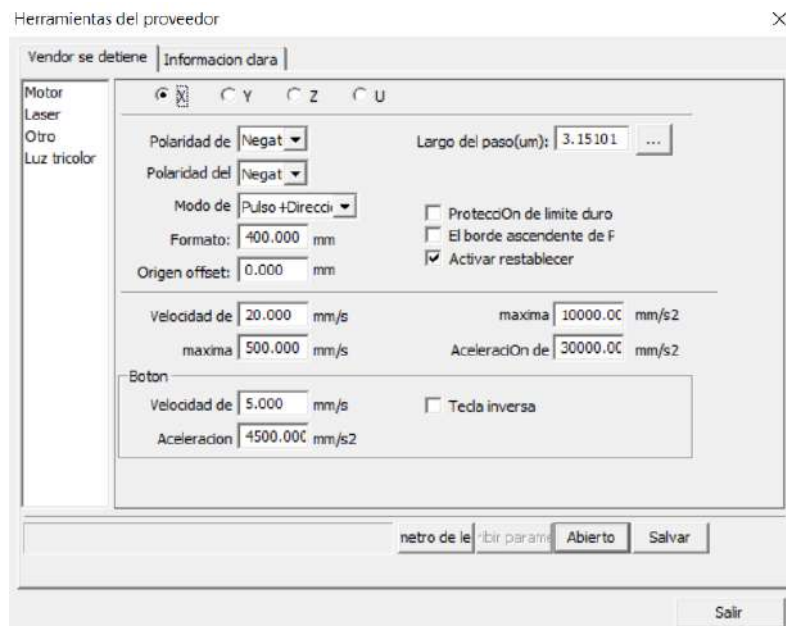 Herramientas del proveedor
Vendor se detiene Informacion clara
Motor
Laser
Otro
Luz tricolor
X Y Z U
Polaridad de Negat Largo del paso(um): 3.15101 ...
Polaridad del Negat
Modo de Pulso+Direcci
ProtecciOn de limite duro
Formato: 400.000 mm
El borde ascendente de P
Origen offset: 0.000 mm
Activar restablecer
Velocidad de 20.000 mm/s maxima 10000.00 mm/s2
maxima 500.000 mm/s AceleraciOn de 30000.00 mm/s2
Boton
Velocidad de 5.000 mm/s Tecla inversa
Aceleracion 4500.000 mm/s2
netro de le ribir parame Abierto Salvar
Salir